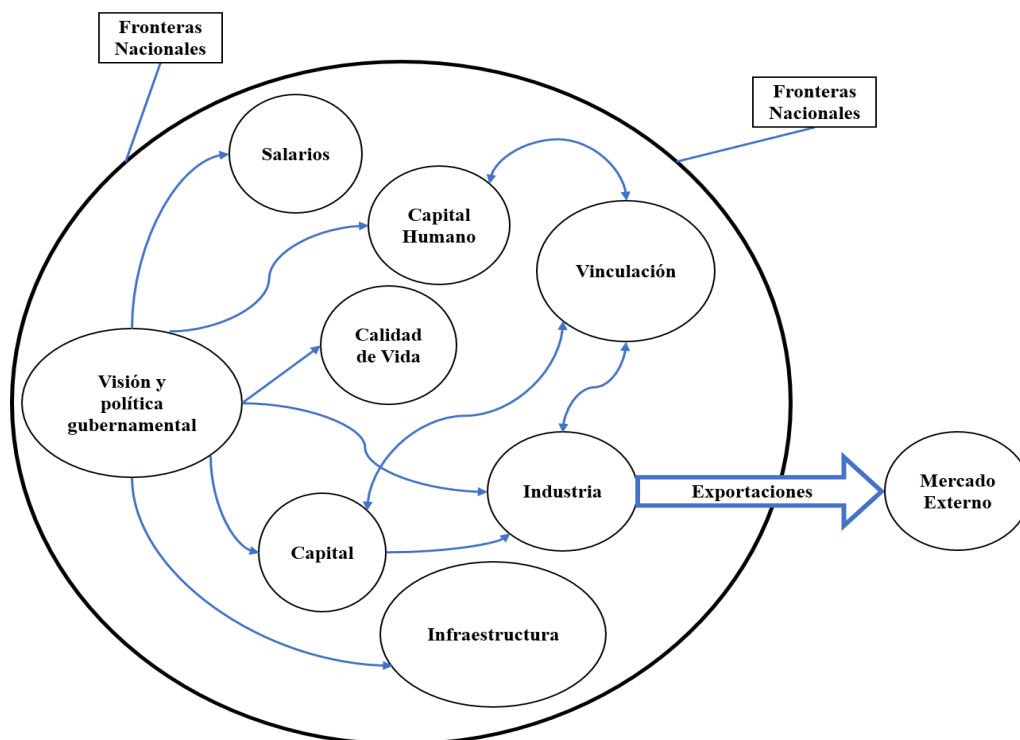 Fronteras
Nacionales
Fronteras
Nacionales
Salarios
Capital
Humano
Vinculación
Calidad
de Vida
Visión y
política
gubernamental
Industria
Exportaciones
Mercado
Externo
Capital
Infraestructura